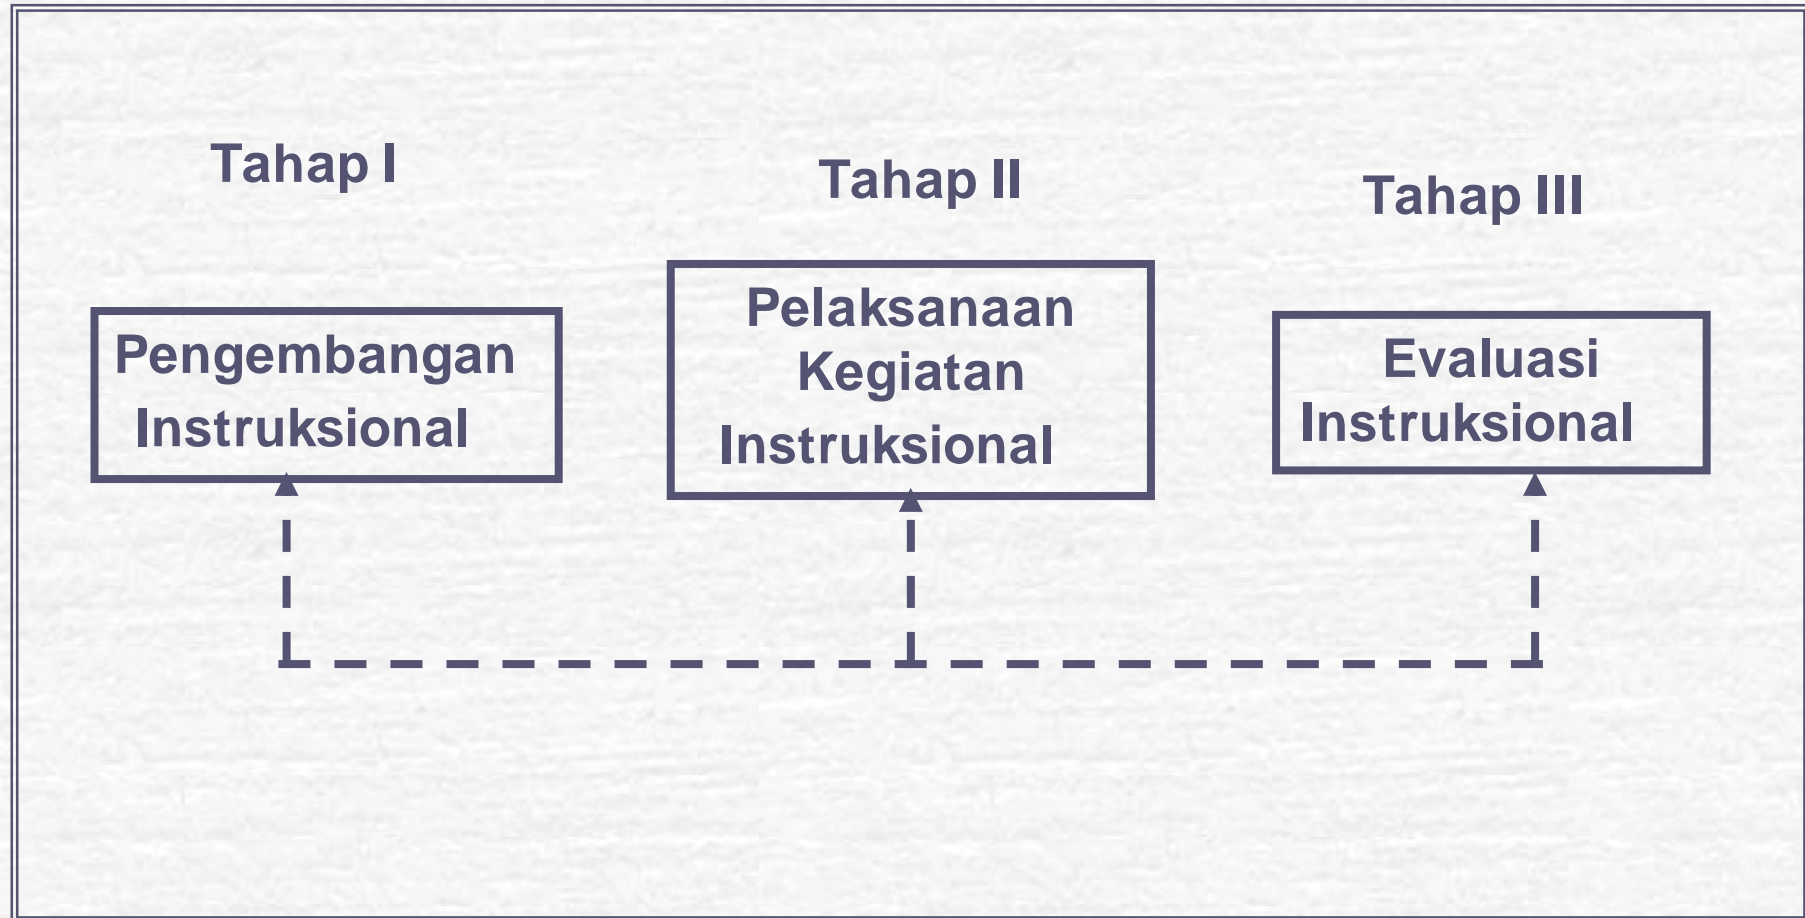 Tahap I
Tahap II
Tahap III
Pengembangan
Instruksional
Pelaksanaan
Kegiatan
Instruksional
Evaluasi
Instruksional